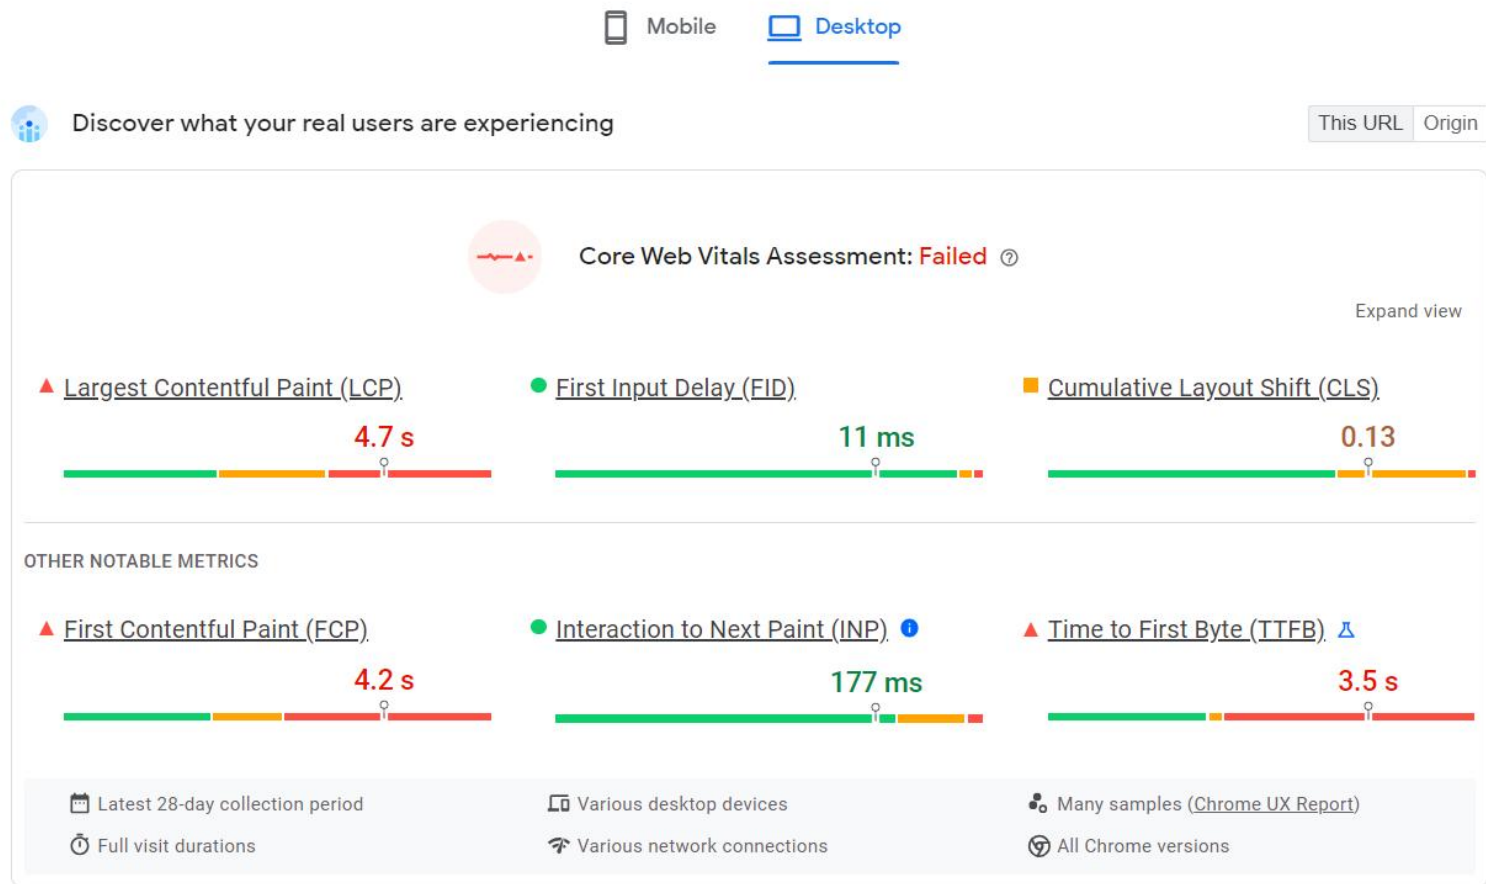 Mobile
Desktop
Discover what your real users are experiencing
This URL
Origin
Core Web Vitals Assessment: Failed
Expand view
Largest Contentful Paint (LCP)
4.7 s
First Input Delay (FID)
11 ms
Cumulative Layout Shift (CLS)
0.13
OTHER NOTABLE METRICS
First Contentful Paint (FCP)
4.2 s
Interaction to Next Paint (INP)
177 ms
Time to First Byte (TTFB)
3.5 s
Latest 28-day collection period
Various desktop devices
Many samples (Chrome UX Report)
Full visit durations
Various network connections
All Chrome versions